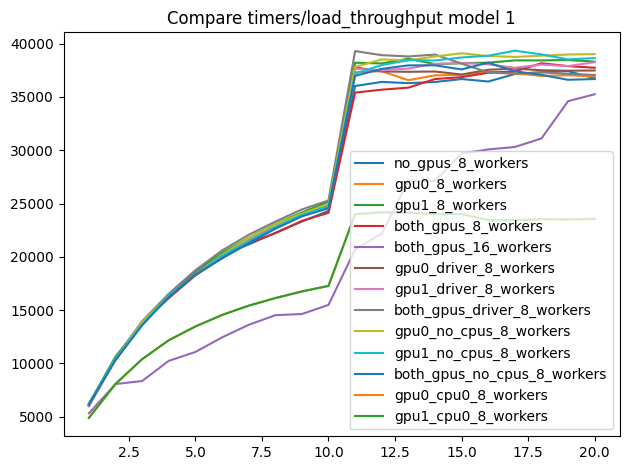 Compare timers/load_throughput model 1
40000
35000
30000
25000
20000
15000
10000
5000
no_gpus_8_workers
gpu0_8_workers
gpu1_8_workers
both_gpus_8_workers
both_gpus_16_workers
gpu0_driver_8_workers
gpu1_driver_8_workers
both_gpus_driver_8_workers
gpu0_no_cpus_8_workers
gpu1_no_cpus_8_workers
both_gpus_no_cpus_8_workers
gpu0_cpu0_8_workers
gpu1_cpu0_8_workers
2.5 5.0 7.5 10.0 12.5 15.0 17.5 20.0